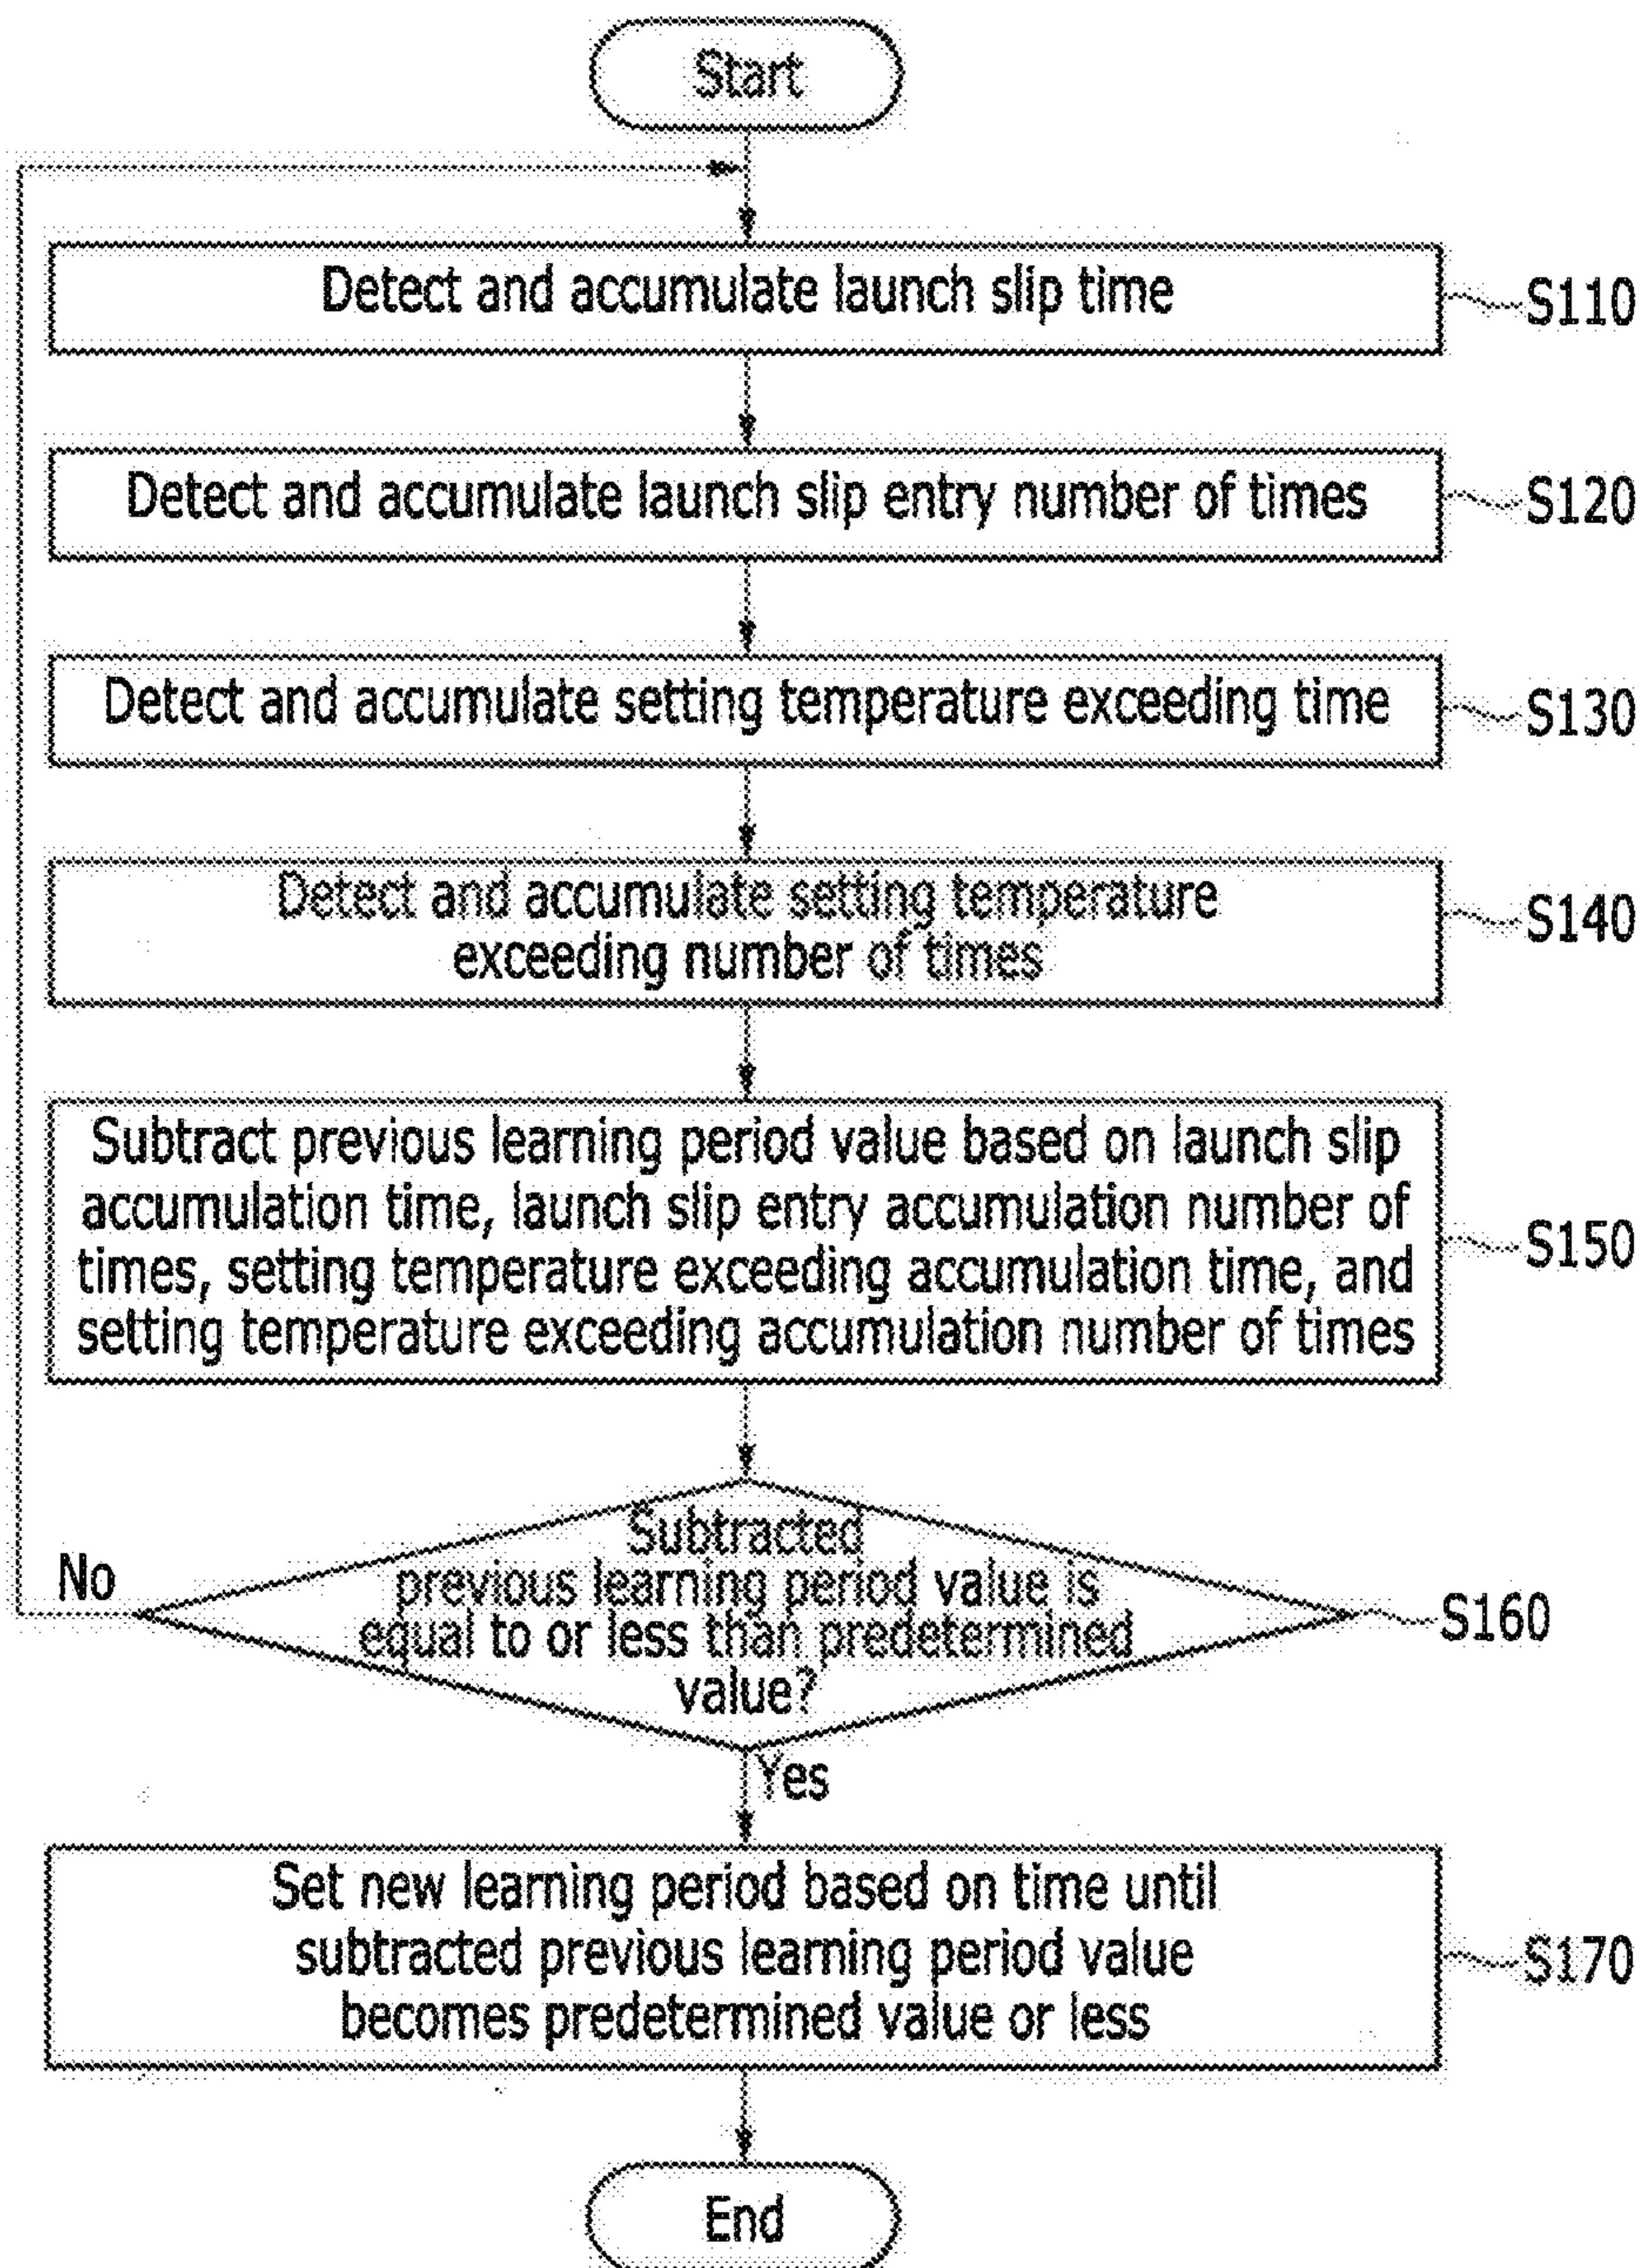 Start
Detect and accumulate launch slip time
S110
Detect and accumulate launch slip entry number of times
S120
Detect and accumulate setting temperature exceeding time
S130
Detect and accumulate setting temperature
exceeding number of times
S140
Subtract previous learning period value based on launch slip
accumulation time, launch slip entry accumulation number of
times, setting temperature exceeding accumulation time, and
setting temperature exceeding accumulation number of times
S150
Subtracted
previous learning period value is
equal to or less than predetermined
value?
S160
No
Yes
Set new learning period based on time until
subtracted previous learning period value
becomes predetermined value or less
S170
End